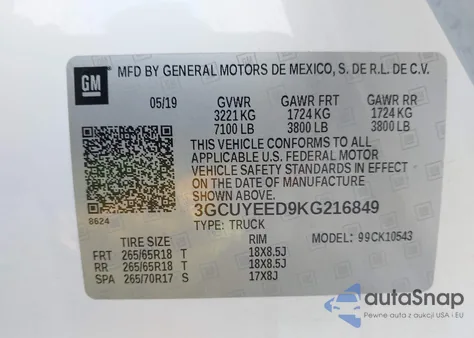 GM MFD BY GENERAL MOTORS DE MEXICO, S. DE R.L. DE C.V.
05/19 GVWR GAWR FRT GAWR RR
3221 KG 1724 KG 1724 KG
7100 LB 3800 LB 3800 LB
THIS VEHICLE CONFORMS TO ALL
APPLICABLE U.S. FEDERAL MOTOR
VEHICLE SAFETY STANDARDS IN EFFECT
ON THE DATE OF MANUFACTURE
SHOWN ABOVE.
8624 3GCUYEED9KG216849
TYPE: TRUCK
TIRE SIZE RIM MODEL: 99CK10543
FRT 265/65R18 T 18X8.5J
RR 265/65R18 T 18X8.5J
SPA 265/70R17 S 17X8J
autaSnap
Pewne auta z aukcji USA i EU